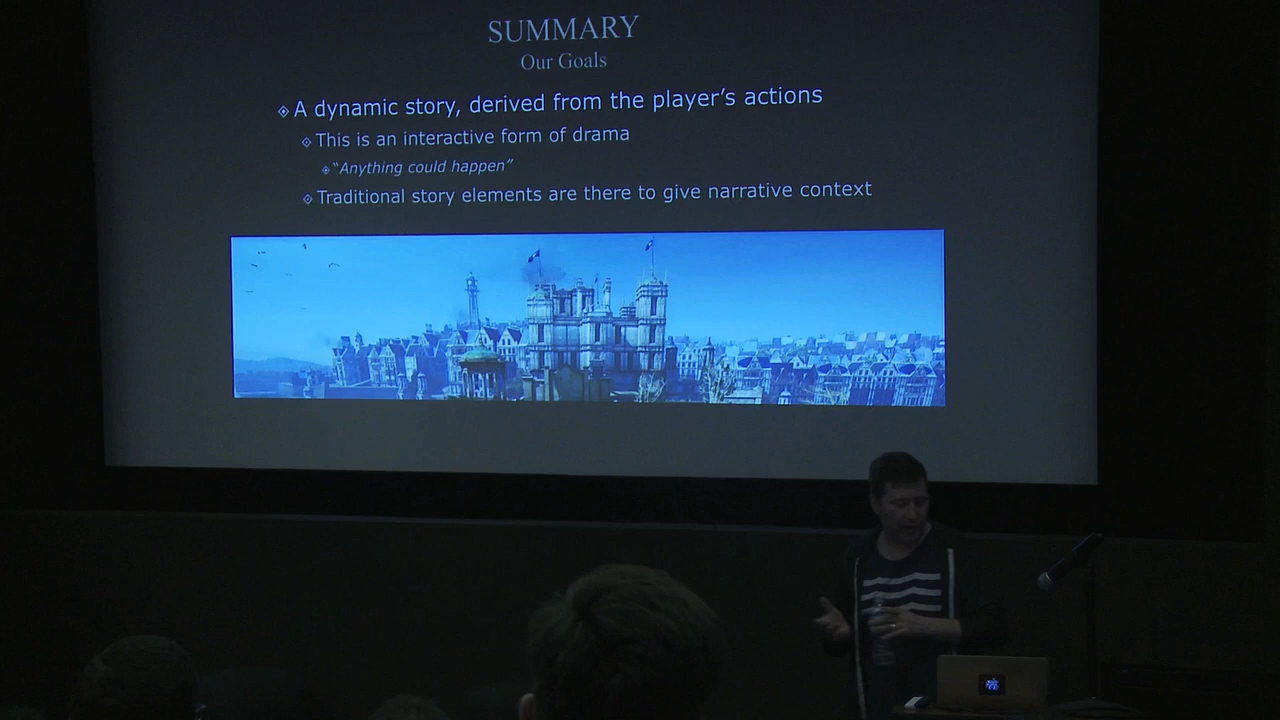 SUMMARY
Our Goals
A dynamic story, derived from the player's actions
This is an interactive form of drama
"Anything could happen"
Traditional story elements are there to give narrative context